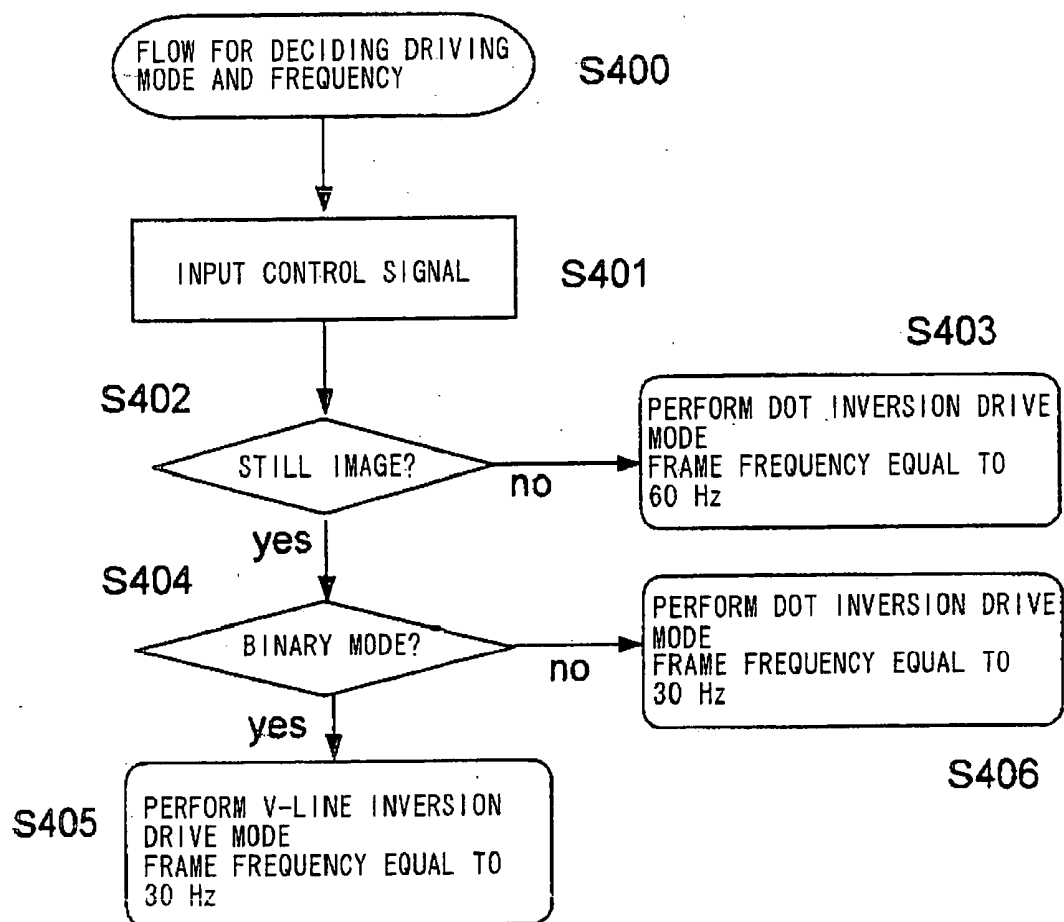 FLOW FOR DECIDING DRIVING
MODE AND FREQUENCY
S400
INPUT CONTROL SIGNAL
S401
S402
STILL IMAGE?
no
yes
S403
PERFORM DOT INVERSION DRIVE
MODE
FRAME FREQUENCY EQUAL TO
60 Hz
S404
BINARY MODE?
no
yes
PERFORM DOT INVERSION DRIVE
MODE
FRAME FREQUENCY EQUAL TO
30 Hz
S406
S405
PERFORM V-LINE INVERSION
DRIVE MODE
FRAME FREQUENCY EQUAL TO
30 Hz